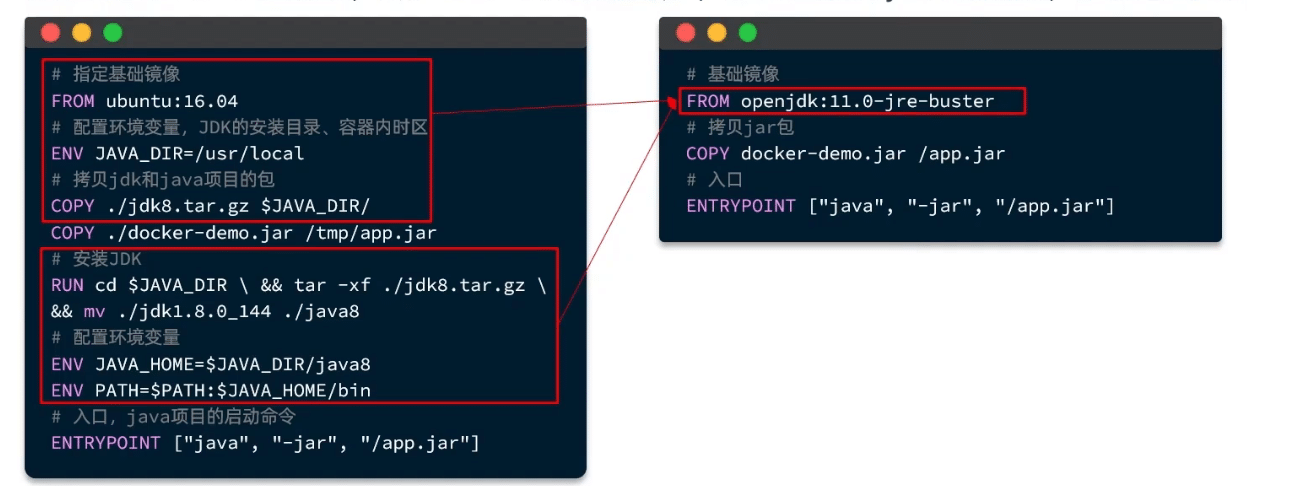 # 指定基础镜像
FROM ubuntu:16.04
# 配置环境变量，JDK的安装目录、容器内时区
ENV JAVA_DIR=/usr/local
# 拷贝jdk和java项目的包
COPY ./jdk8.tar.gz $JAVA_DIR/
COPY ./docker-demo.jar /tmp/app.jar
# 安装JDK
RUN cd $JAVA_DIR \ && tar -xf ./jdk8.tar.gz \
&& mv ./jdk1.8.0_144 ./java8
# 配置环境变量
ENV JAVA_HOME=$JAVA_DIR/java8
ENV PATH=$PATH:$JAVA_HOME/bin
# 入口，java项目的启动命令
ENTRYPOINT ["java", "-jar", "/app.jar"]
# 基础镜像
FROM openjdk:11.0-jre-buster
# 拷贝jar包
COPY docker-demo.jar /app.jar
# 入口
ENTRYPOINT ["java", "-jar", "/app.jar"]